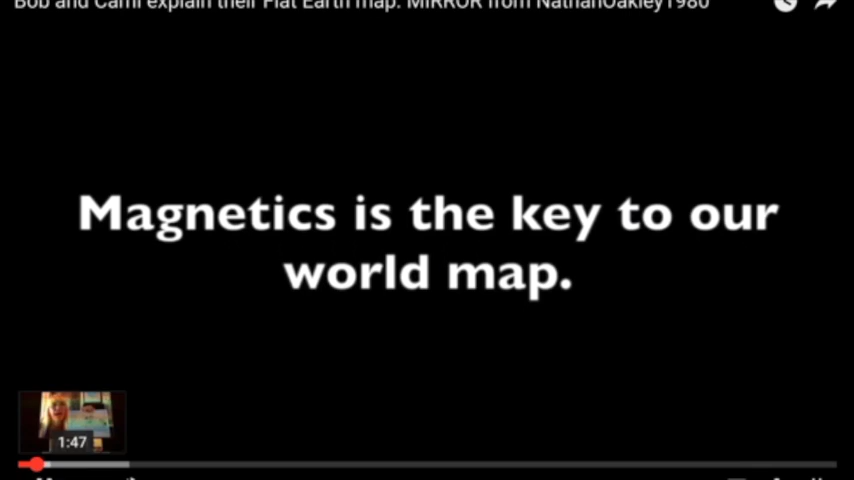 Bob and Cami explain their Flat Earth map. MIRROR from NathanOakley1980
Magnetics is the key to our
world map.
1:47